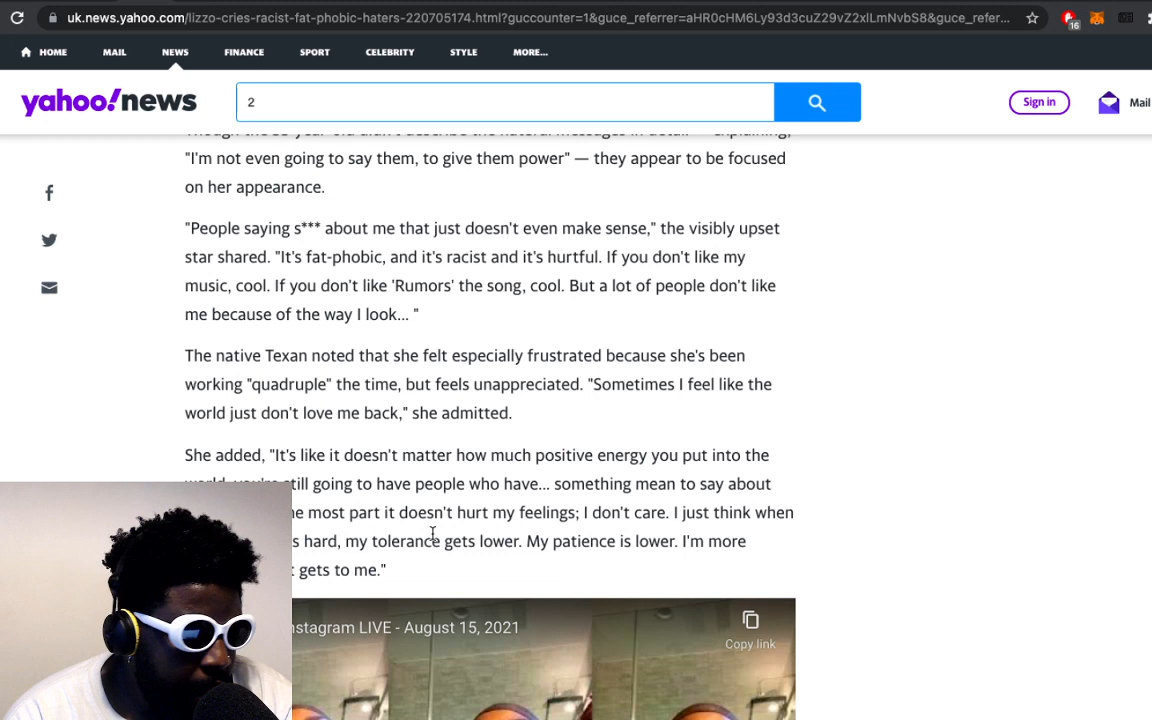 uk.news.yahoo.com/lizzo-cries-racist-fat-phobic-haters-220705174.html?guccounter=1&guce_referrer=aHR0cHM6Ly93d3cuZ29vZ2xlLmNvbS8&guce_refer...
16
HOME MAIL NEWS FINANCE SPORT CELEBRITY STYLE MORE...
yahoo!news 2 Sign in Mail
"I'm not even going to say them, to give them power" — they appear to be focused
on her appearance.
"People saying s*** about me that just doesn't even make sense," the visibly upset
star shared. "It's fat-phobic, and it's racist and it's hurtful. If you don't like my
music, cool. If you don't like 'Rumors' the song, cool. But a lot of people don't like
me because of the way I look... "
The native Texan noted that she felt especially frustrated because she's been
working "quadruple" the time, but feels unappreciated. "Sometimes I feel like the
world just don't love me back," she admitted.
She added, "It's like it doesn't matter how much positive energy you put into the
still going to have people who have... something mean to say about
most part it doesn't hurt my feelings; I don't care. I just think when
hard, my tolerance gets lower. My patience is lower. I'm more
gets to me."
nstagram LIVE - August 15, 2021
Copy link